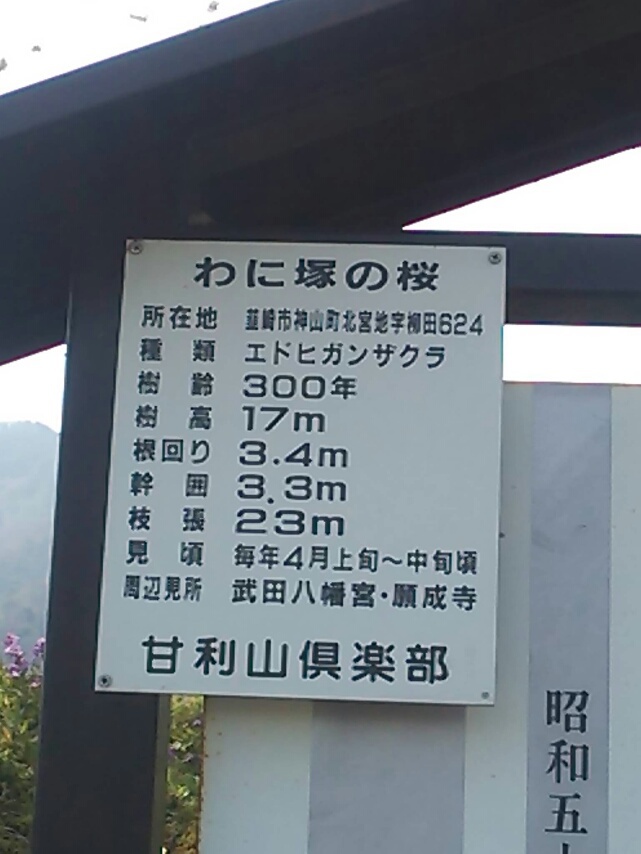 わに塚の桜
所在地 韮崎市神山町北宮地字柳田624
種類 エドヒガンザクラ
樹齢 300年
樹高 17m
根回り 3.4m
幹囲 3.3m
枝張 23m
見頃 毎年4月上旬～中旬頃
周辺見所 武田八幡宮・願成寺
甘利山倶楽部
昭和五十